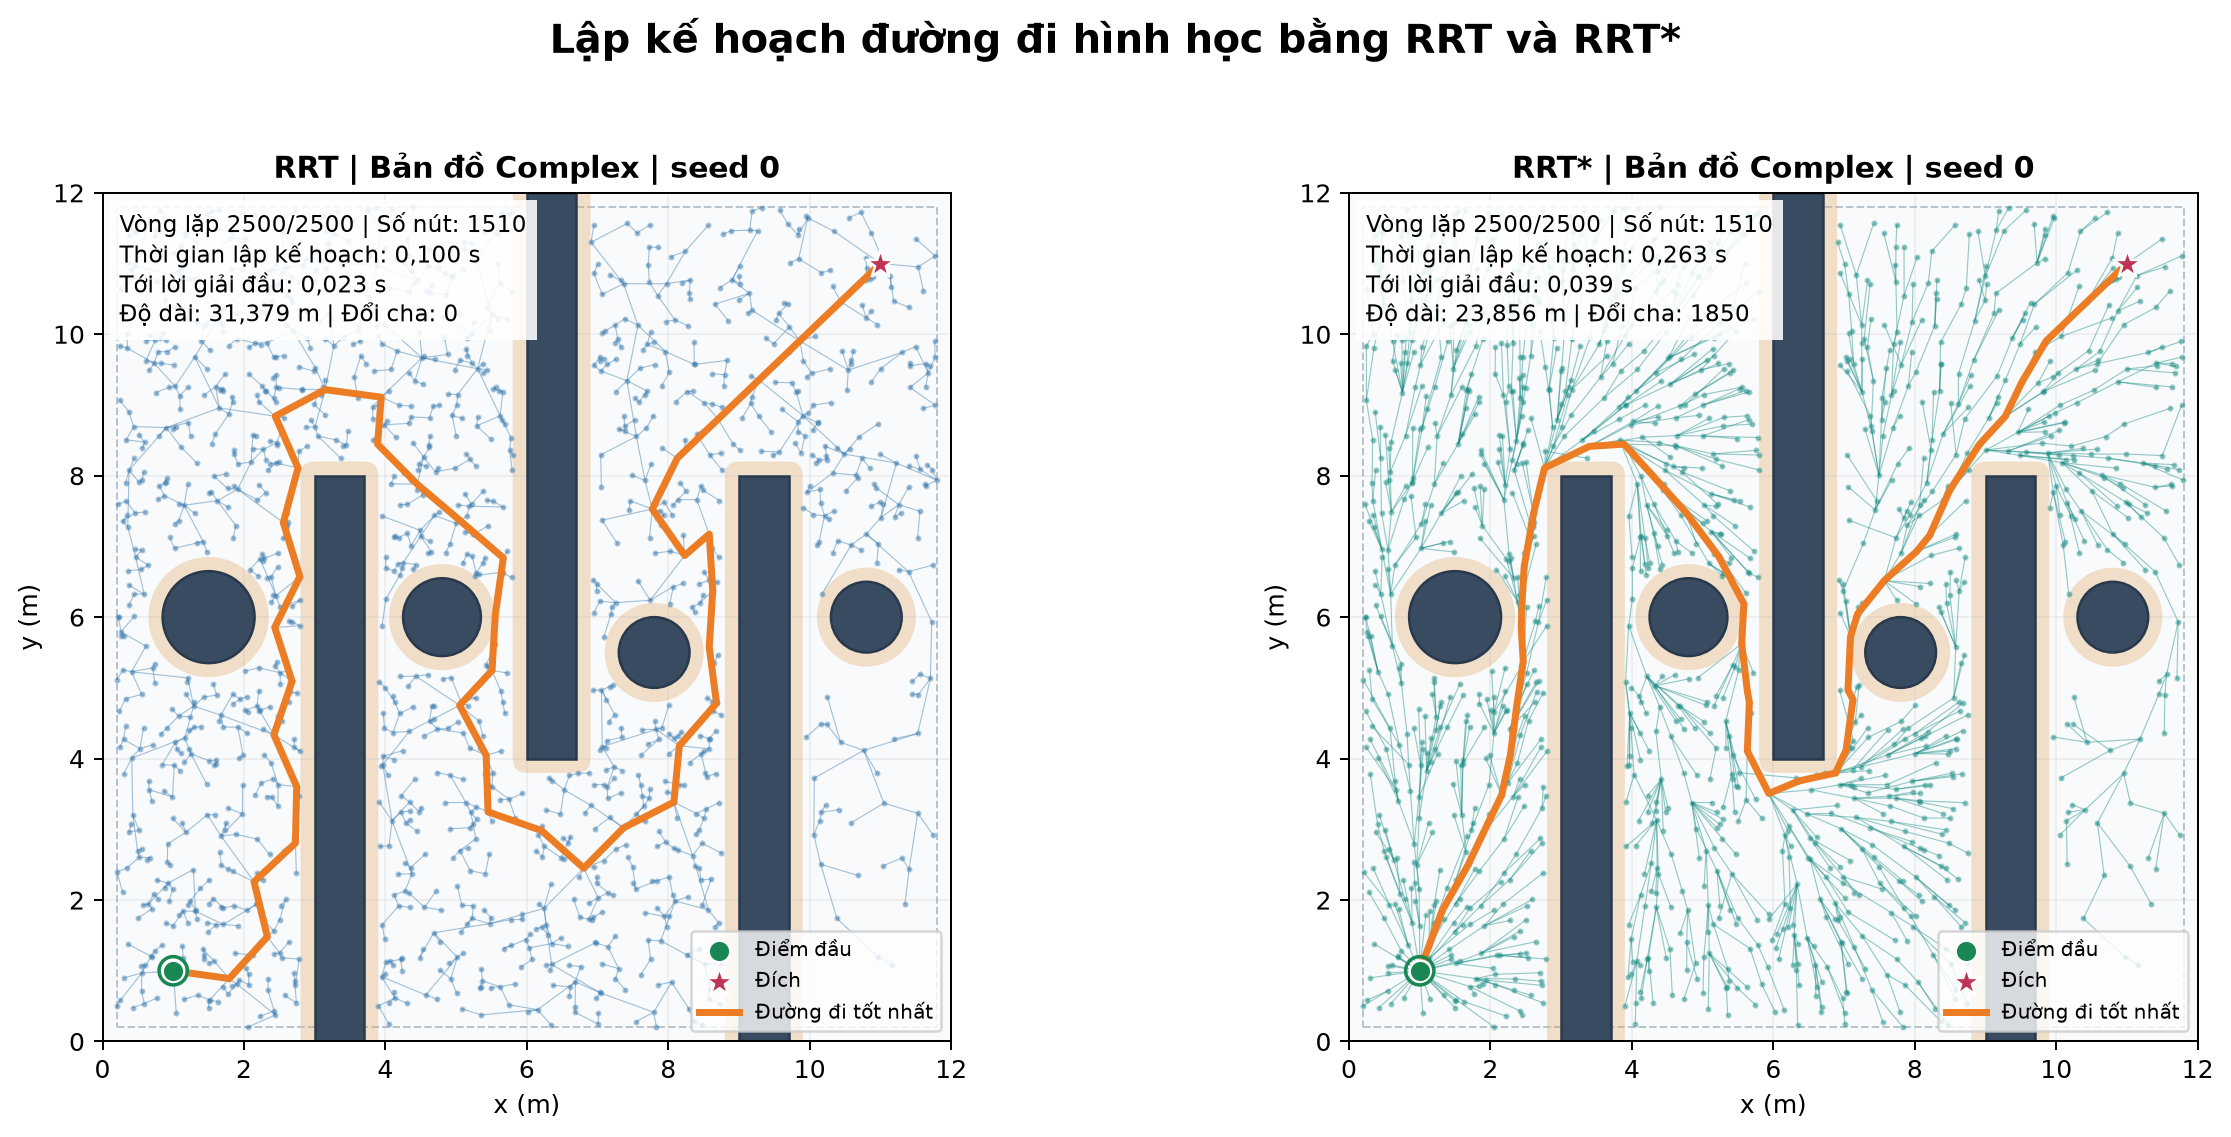 Lập kế hoạch đường đi hình học bằng RRT và RRT*
RRT | Bản đồ Complex | seed 0
Vòng lặp 2500/2500 | Số nút: 1510
Thời gian lập kế hoạch: 0,100 s
Tới lời giải đầu: 0,023 s
Độ dài: 31,379 m | Đổi cha: 0
12
10
8
6
4
2
0
y (m)
0 2 4 6 8 10 12
x (m)
Điểm đầu
Đích
Đường đi tốt nhất
RRT* | Bản đồ Complex | seed 0
Vòng lặp 2500/2500 | Số nút: 1510
Thời gian lập kế hoạch: 0,263 s
Tới lời giải đầu: 0,039 s
Độ dài: 23,856 m | Đổi cha: 1850
12
10
8
6
4
2
0
y (m)
0 2 4 6 8 10 12
x (m)
Điểm đầu
Đích
Đường đi tốt nhất